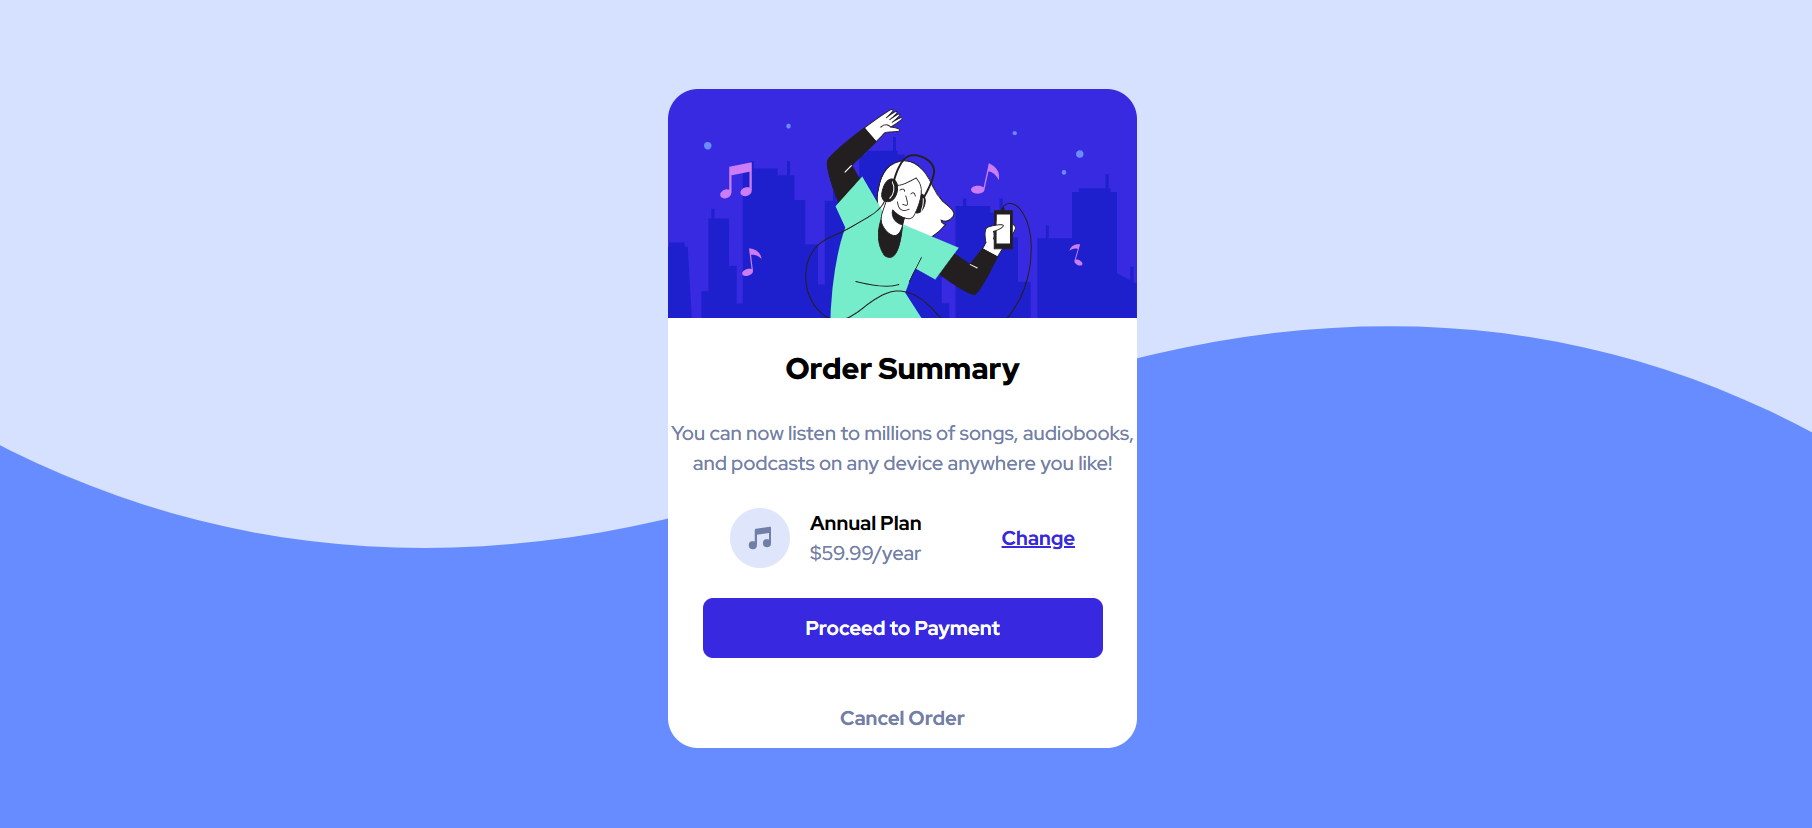 Order Summary
You can now listen to millions of songs, audiobooks,
and podcasts on any device anywhere you like!
Annual Plan
$59.99/year
Change
Proceed to Payment
Cancel Order